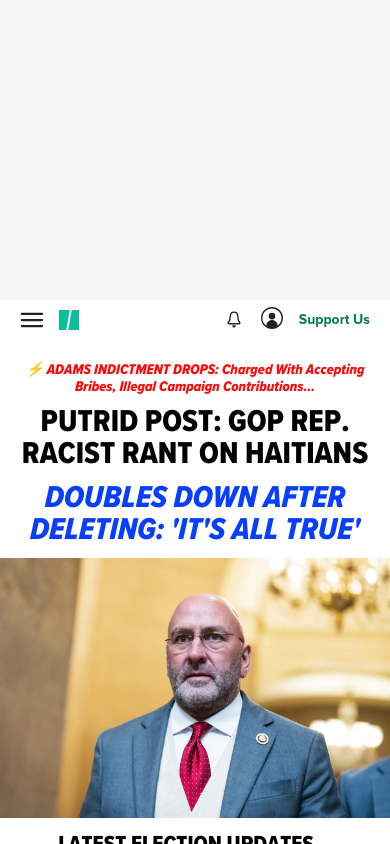 Support Us
⚡ ADAMS INDICTMENT DROPS: Charged With Accepting
Bribes, Illegal Campaign Contributions...
PUTRID POST: GOP REP.
RACIST RANT ON HAITIANS
DOUBLES DOWN AFTER
DELETING: 'IT'S ALL TRUE'
LATEST ELECTION UPDATES